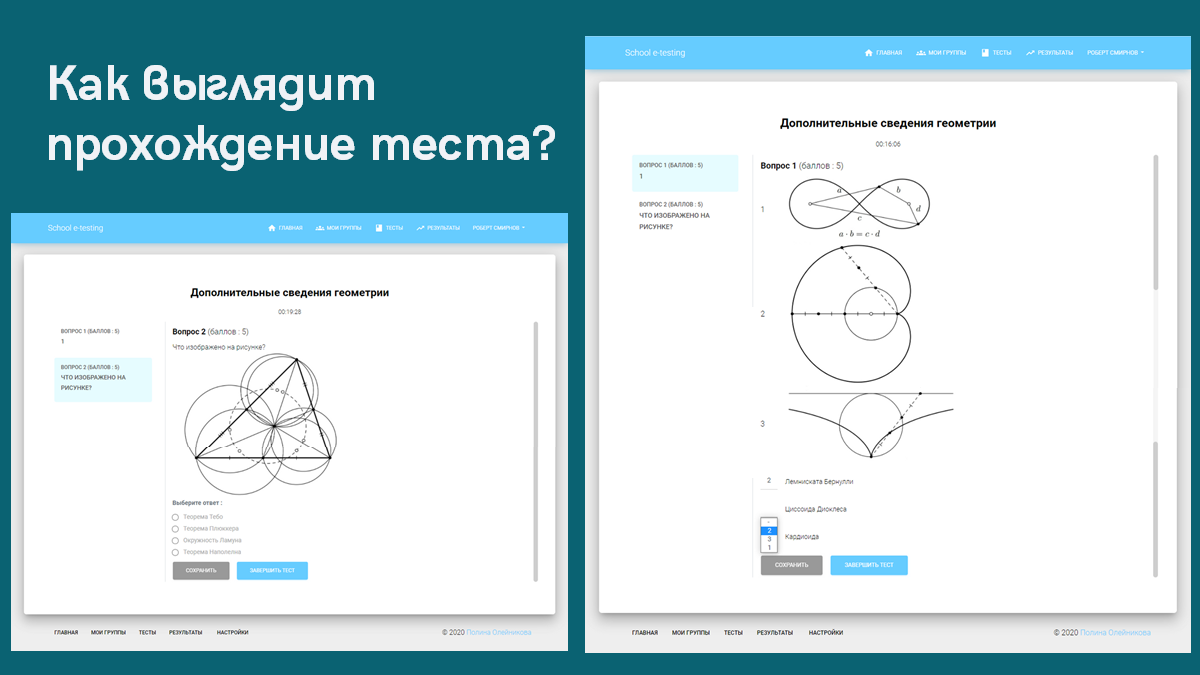 Как выглядит
прохождение теста?
School e-testing
ГЛАВНАЯ
МОИ ГРУППЫ
ТЕСТЫ
РЕЗУЛЬТАТЫ
РОБЕРТ СМИРНОВ
Дополнительные сведения геометрии
00:19:28
ВОПРОС 1 (БАЛЛОВ : 5)
1
ВОПРОС 2 (БАЛЛОВ : 5)
ЧТО ИЗОБРАЖЕНО НА
РИСУНКЕ?
Вопрос 2 (баллов : 5)
Что изображено на рисунке?
Выберите ответ :
Теорема Тебо
Теорема Плюккера
Окружность Ламуна
Теорема Наполеона
СОХРАНИТЬ
ЗАВЕРШИТЬ ТЕСТ
ГЛАВНАЯ
МОИ ГРУППЫ
ТЕСТЫ
РЕЗУЛЬТАТЫ
НАСТРОЙКИ
© 2020 Полина Олейникова
School e-testing
ГЛАВНАЯ
МОИ ГРУППЫ
ТЕСТЫ
РЕЗУЛЬТАТЫ
РОБЕРТ СМИРНОВ
Дополнительные сведения геометрии
00:16:06
ВОПРОС 1 (БАЛЛОВ : 5)
1
ВОПРОС 2 (БАЛЛОВ : 5)
ЧТО ИЗОБРАЖЕНО НА
РИСУНКЕ?
Вопрос 1 (баллов : 5)
1
a
b
c
d
a · b = c · d
2
3
2
Лемниската Бернулли
Циссоида Диоклеса
-
2
3
1
Кардиоида
СОХРАНИТЬ
ЗАВЕРШИТЬ ТЕСТ
ГЛАВНАЯ
МОИ ГРУППЫ
ТЕСТЫ
РЕЗУЛЬТАТЫ
НАСТРОЙКИ
© 2020 Полина Олейникова